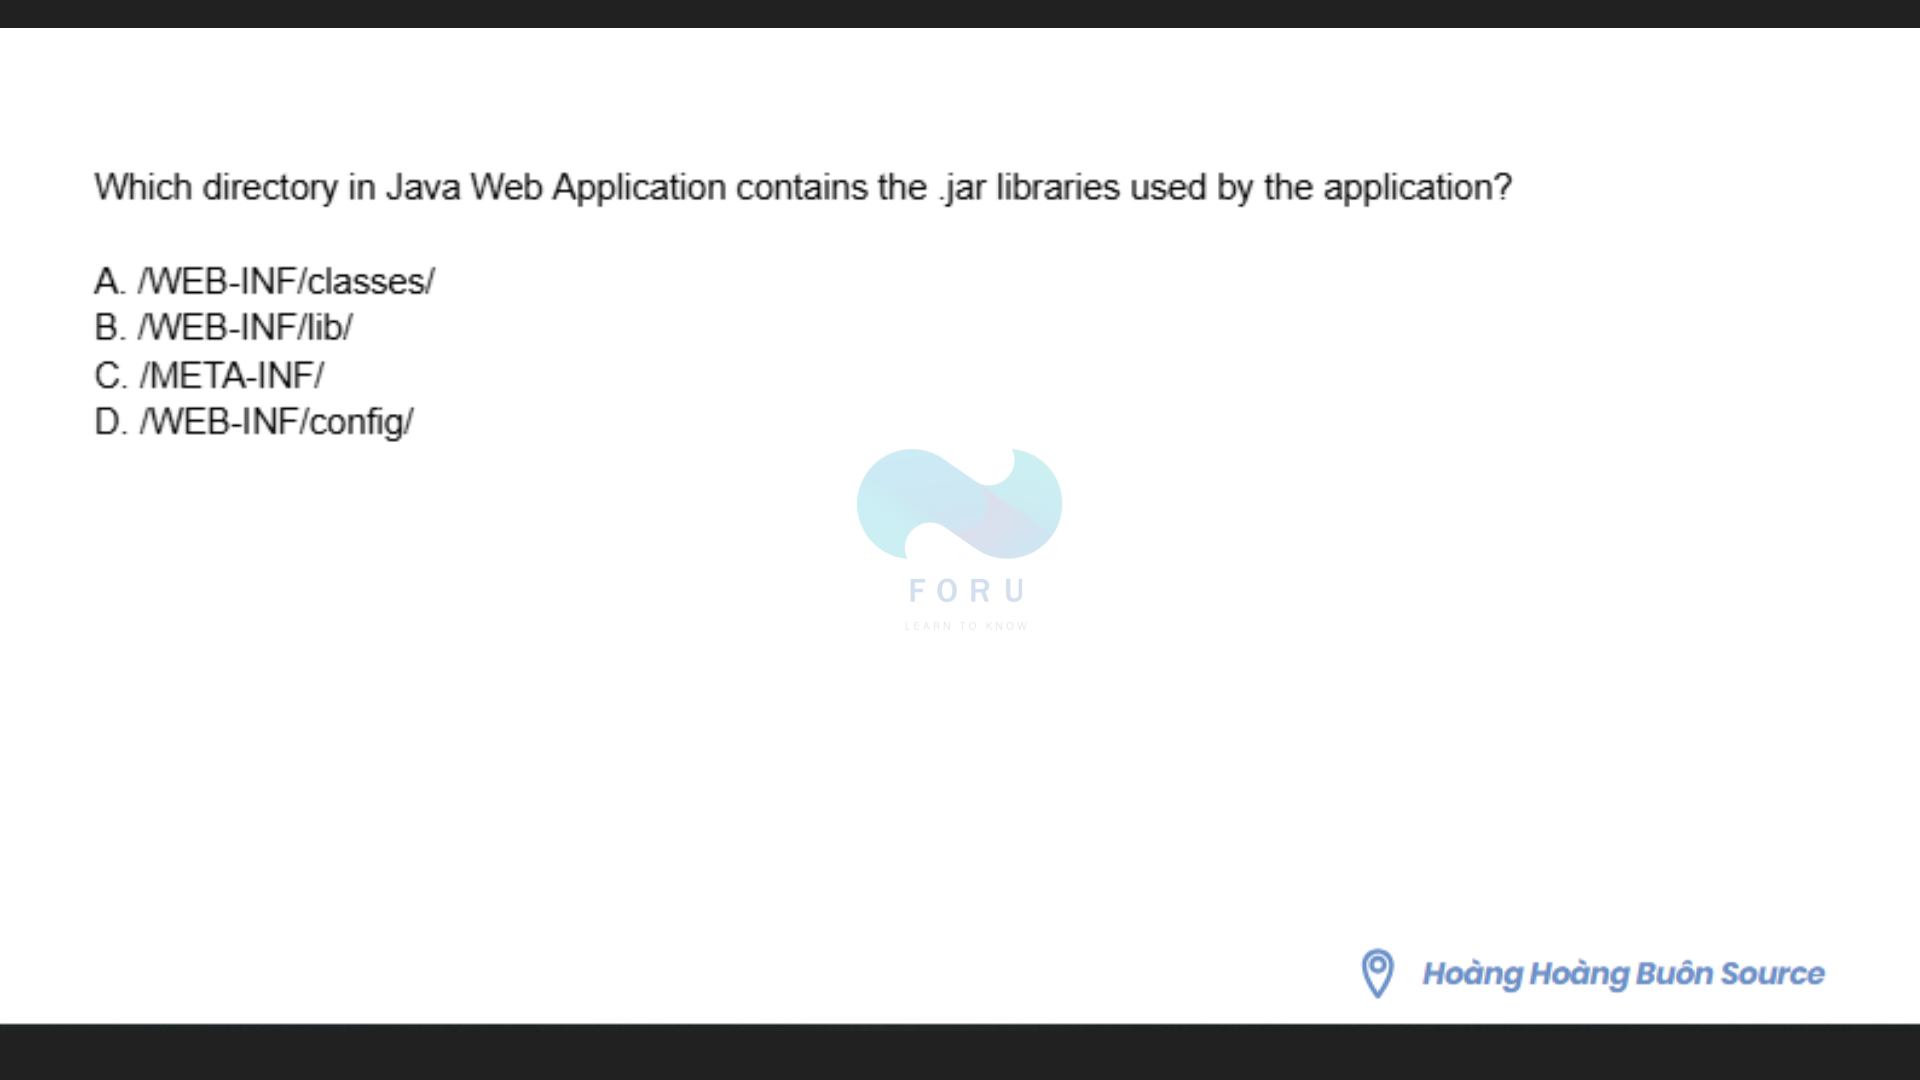 Which directory in Java Web Application contains the .jar libraries used by the application?
A. /WEB-INF/classes/
B. /WEB-INF/lib/
C. /META-INF/
D. /WEB-INF/config/
FORU
LEARN TO KNOW
Hoàng Hoàng Buôn Source